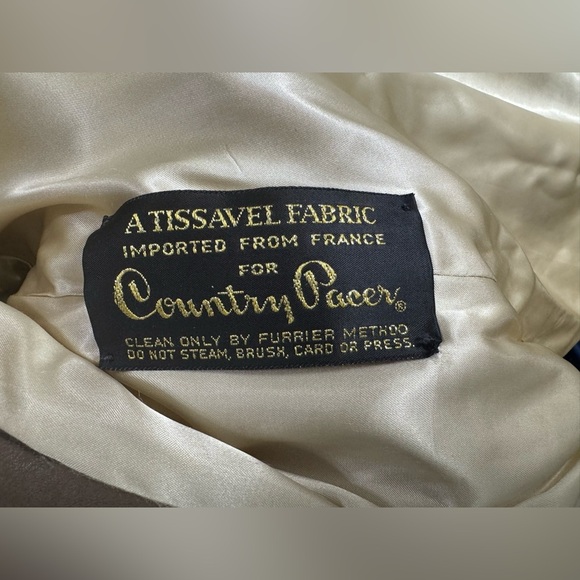 A TISSAVEL FABRIC
IMPORTED FROM FRANCE
FOR
Country Pacer®
CLEAN ONLY BY FURRIER METHOD
DO NOT STEAM, BRUSH, CARD OR PRESS.